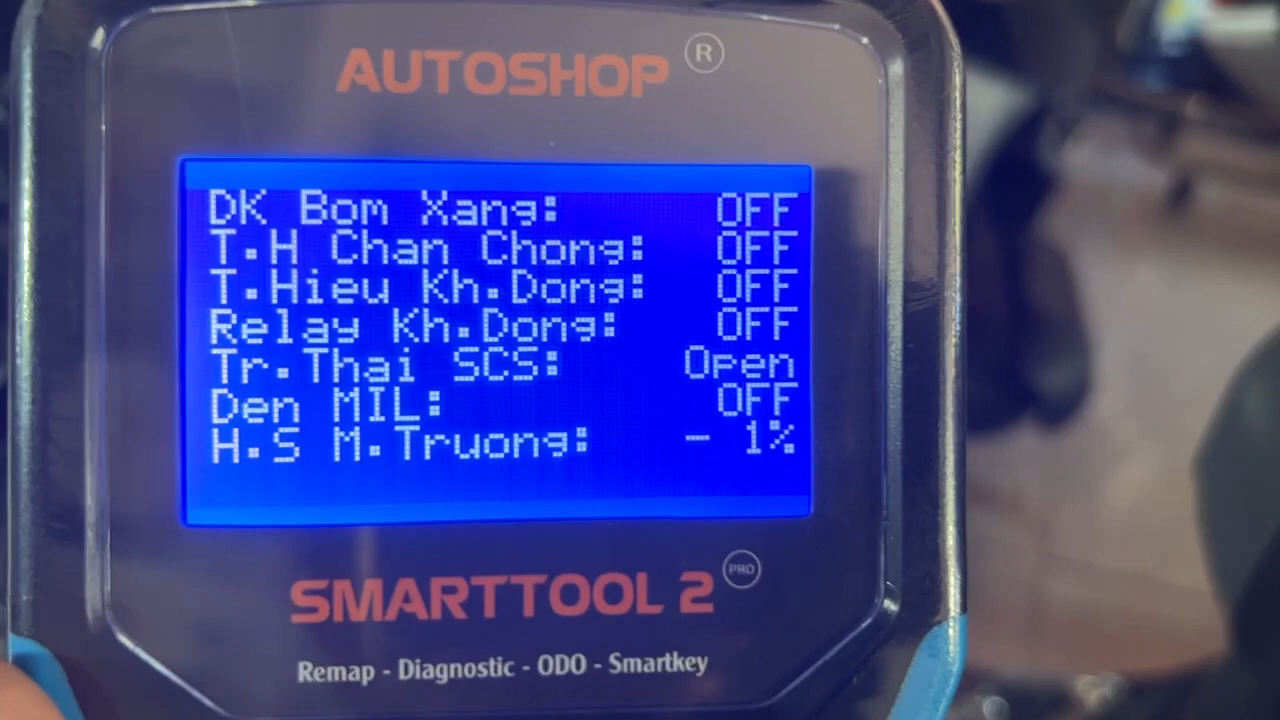 AUTOSHOP ®
DK Bom Xang: OFF
T.H Chan Chong: OFF
T.Hieu Kh.Dong: OFF
Relay Kh.Dong: OFF
Tr.Thai SCS: Open
Den MIL: OFF
H.S M.Truong: - 1%
SMARTTOOL 2 PRO
Remap - Diagnostic - ODO - Smartkey